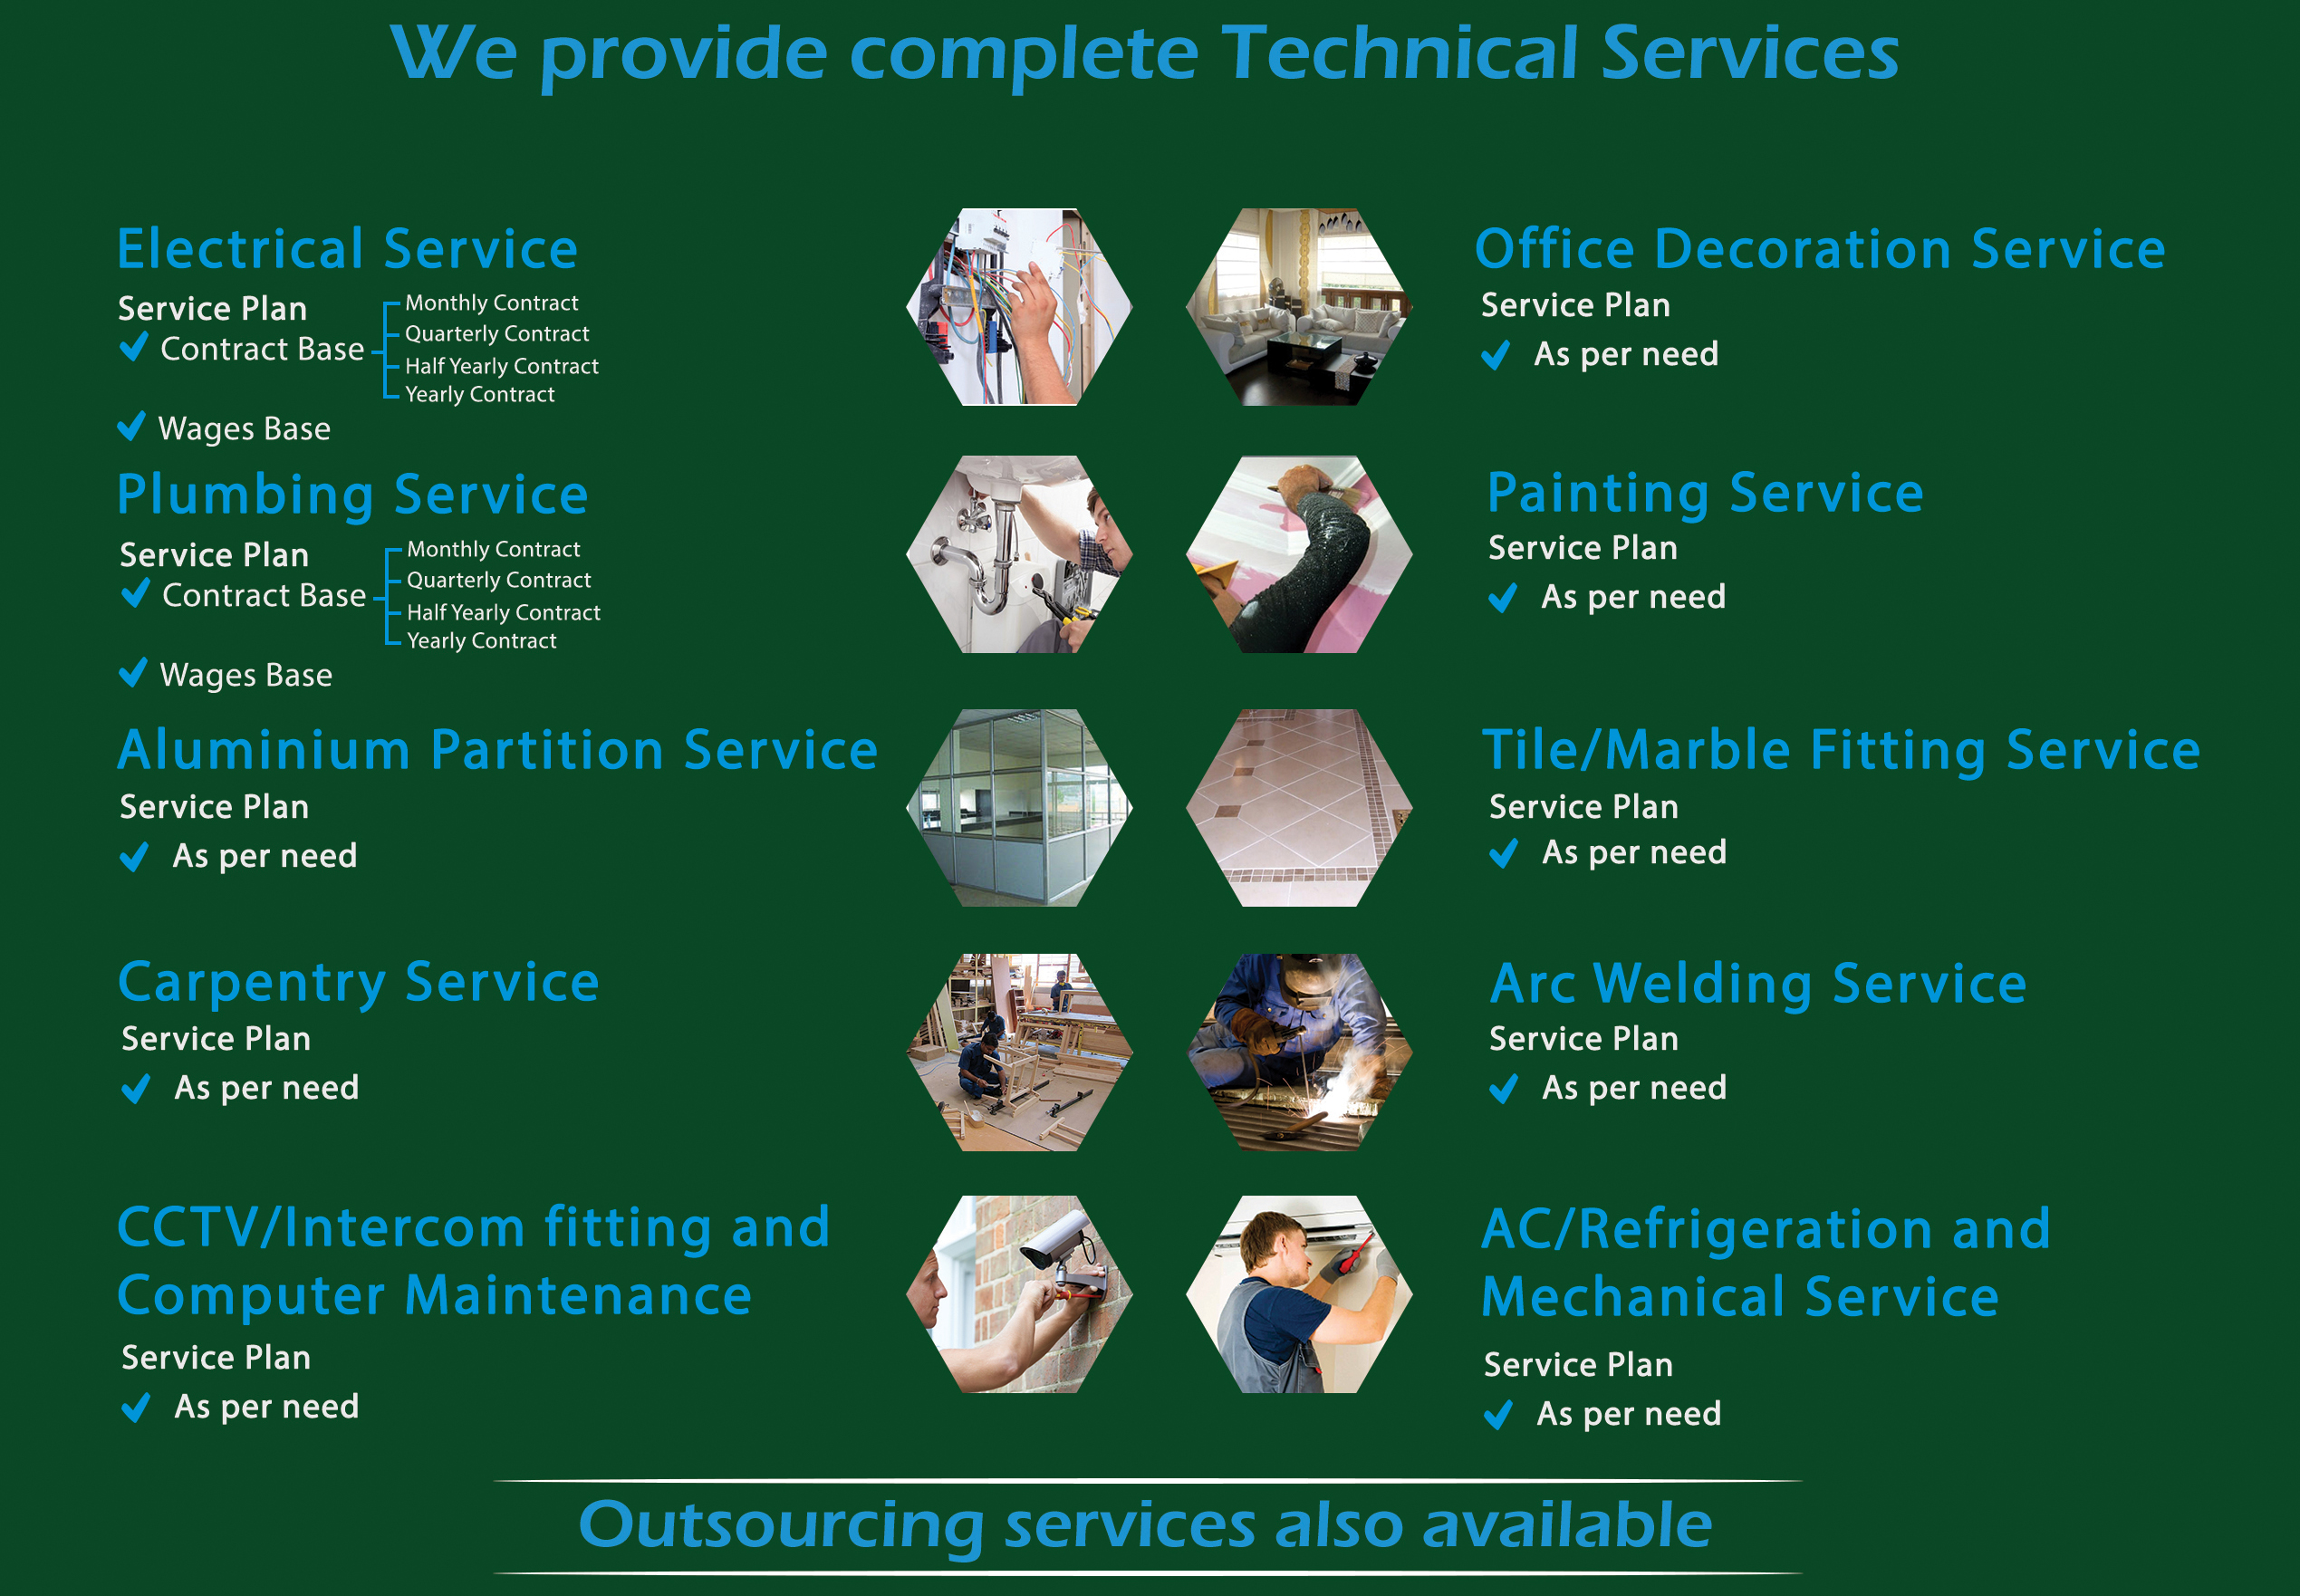 We provide complete Technical Services
Electrical Service
Service Plan
Contract Base
Monthly Contract
Quarterly Contract
Half Yearly Contract
Yearly Contract
Wages Base
Plumbing Service
Service Plan
Contract Base
Monthly Contract
Quarterly Contract
Half Yearly Contract
Yearly Contract
Wages Base
Aluminium Partition Service
Service Plan
As per need
Carpentry Service
Service Plan
As per need
CCTV/Intercom fitting and
Computer Maintenance
Service Plan
As per need
Office Decoration Service
Service Plan
As per need
Painting Service
Service Plan
As per need
Tile/Marble Fitting Service
Service Plan
As per need
Arc Welding Service
Service Plan
As per need
AC/Refrigeration and
Mechanical Service
Service Plan
As per need
Outsourcing services also available